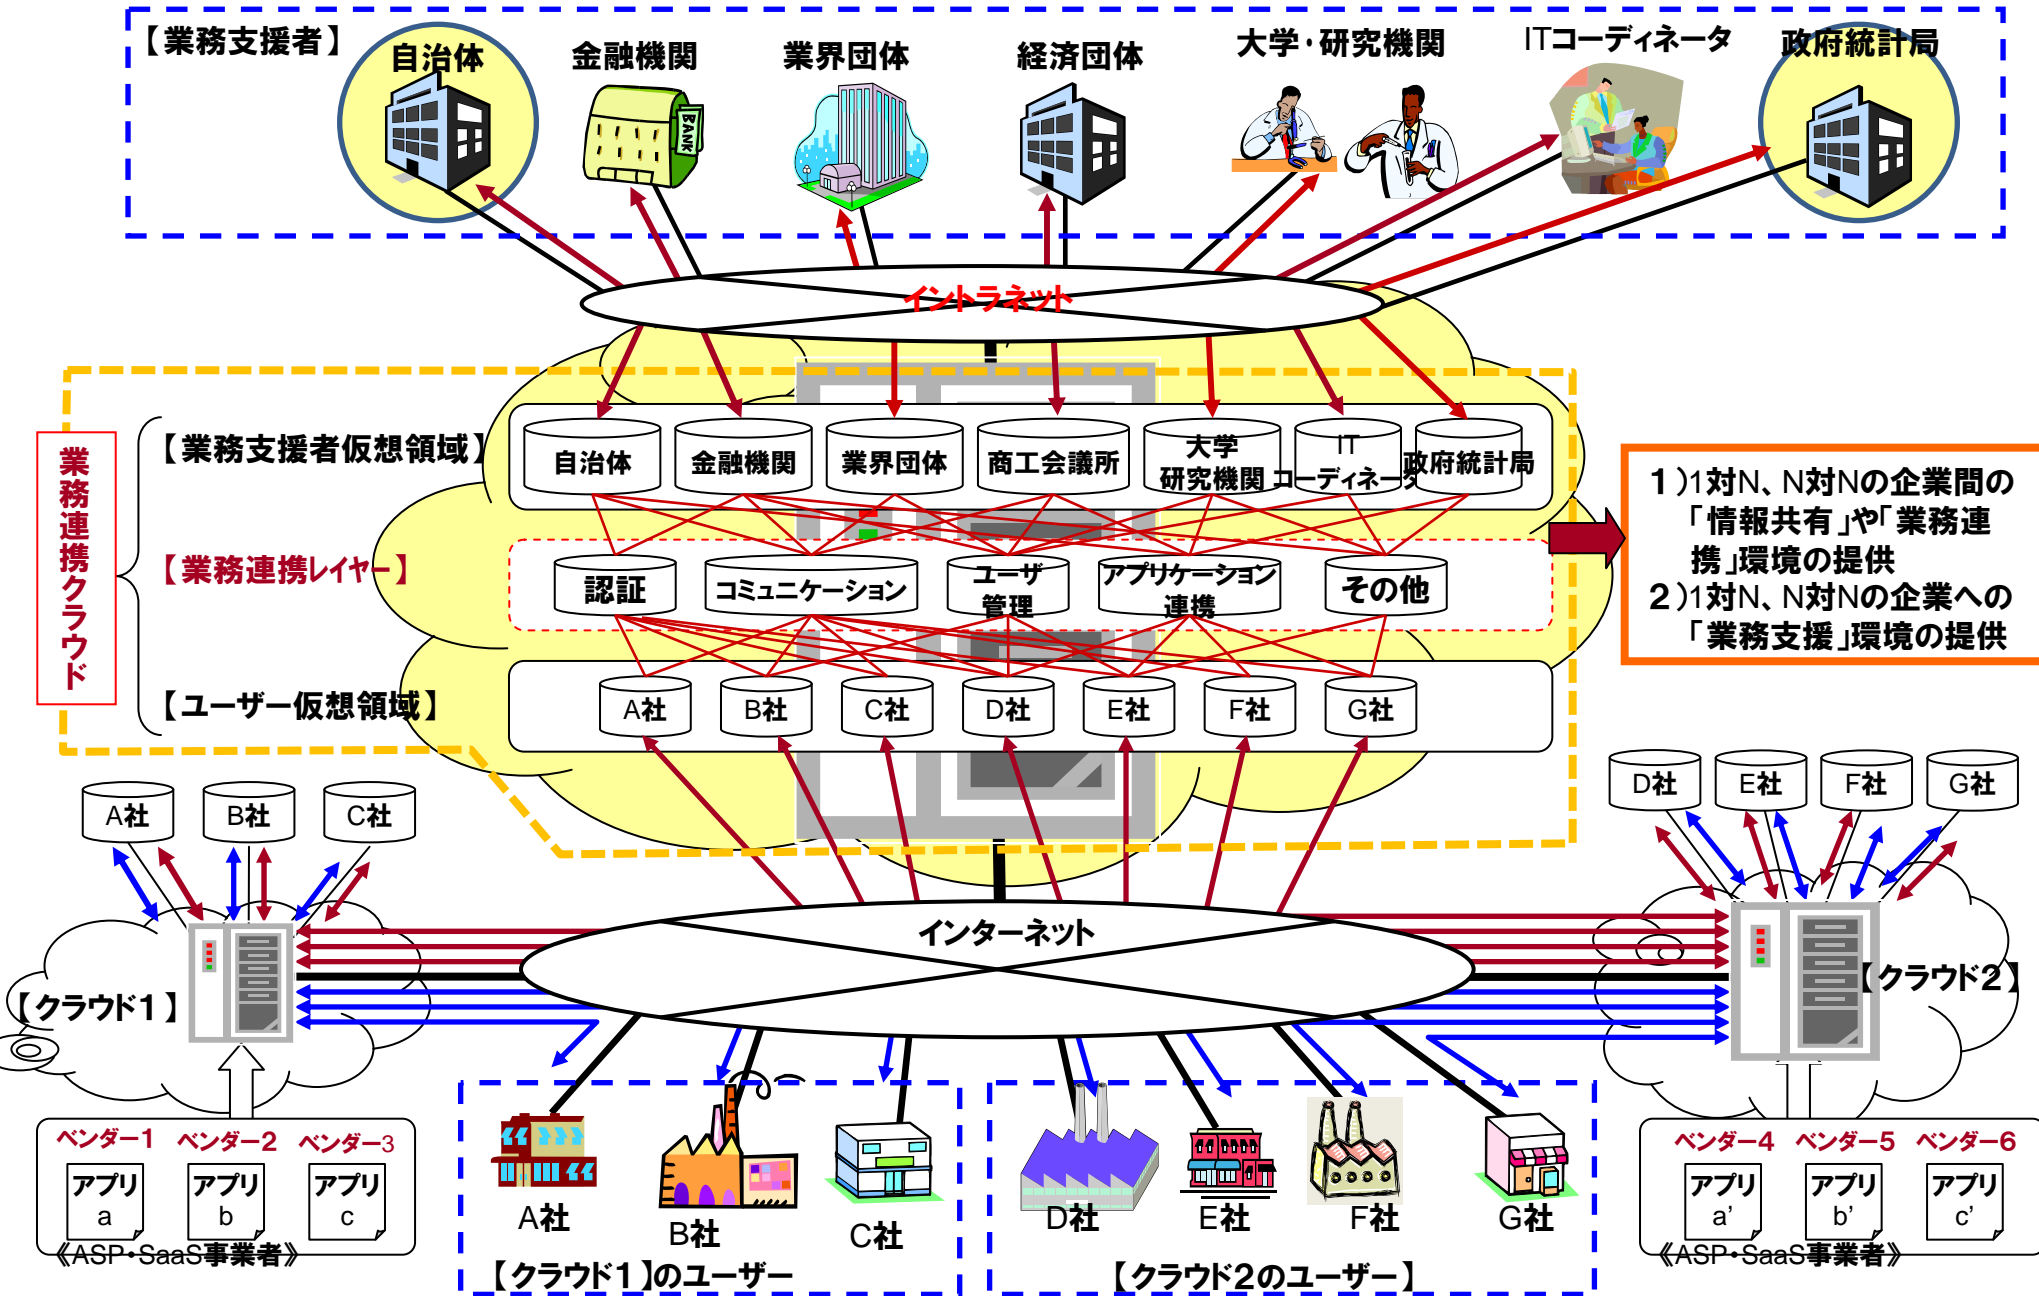 【業務支援者】
自治体
金融機関
業界団体
経済団体
大学・研究機関
ITコーディネータ
政府統計局
BANK
イントラネット
業務連携クラウド
【業務支援者仮想領域】
自治体
金融機関
業界団体
商工会議所
大学
研究機関
IT
コーディネータ
政府統計局
【業務連携レイヤー】
認証
コミュニケーション
ユーザ
管理
アプリケーション
連携
その他
【ユーザー仮想領域】
A社
B社
C社
D社
E社
F社
G社
1)1対N、N対Nの企業間の
「情報共有」や「業務連
携」環境の提供
2)1対N、N対Nの企業への
「業務支援」環境の提供
A社
B社
C社
D社
E社
F社
G社
インターネット
【クラウド1】
【クラウド2】
ベンダー1
ベンダー2
ベンダー3
アプリ
a
アプリ
b
アプリ
c
《ASP・SaaS事業者》
A社
B社
C社
【クラウド1】のユーザー
D社
E社
F社
G社
【クラウド2のユーザー】
ベンダー4
ベンダー5
ベンダー6
アプリ
a’
アプリ
b’
アプリ
c’
《ASP・SaaS事業者》